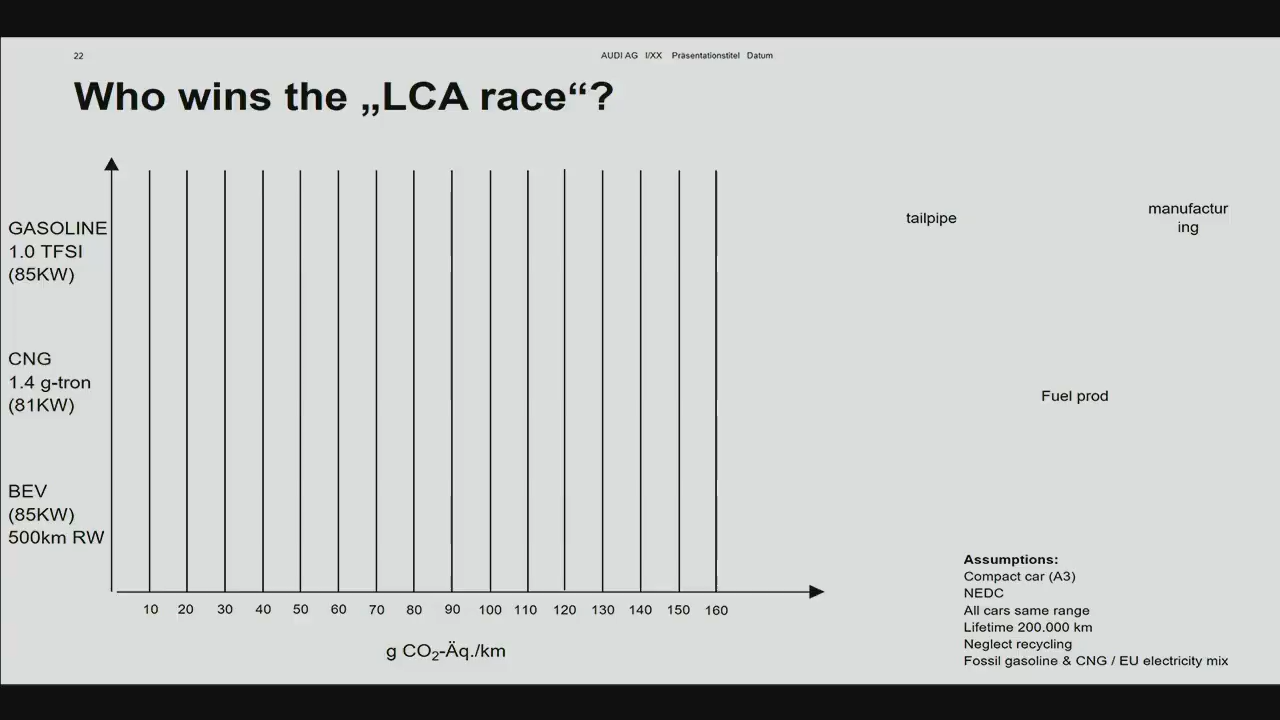 22
AUDI AG I/XX Präsentationstitel Datum
Who wins the „LCA race“?
GASOLINE
1.0 TFSI
(85KW)
CNG
1.4 g-tron
(81KW)
BEV
(85KW)
500km RW
10 20 30 40 50 60 70 80 90 100 110 120 130 140 150 160
g CO₂-Äq./km
tailpipe
manufactur
ing
Fuel prod
Assumptions:
Compact car (A3)
NEDC
All cars same range
Lifetime 200.000 km
Neglect recycling
Fossil gasoline & CNG / EU electricity mix